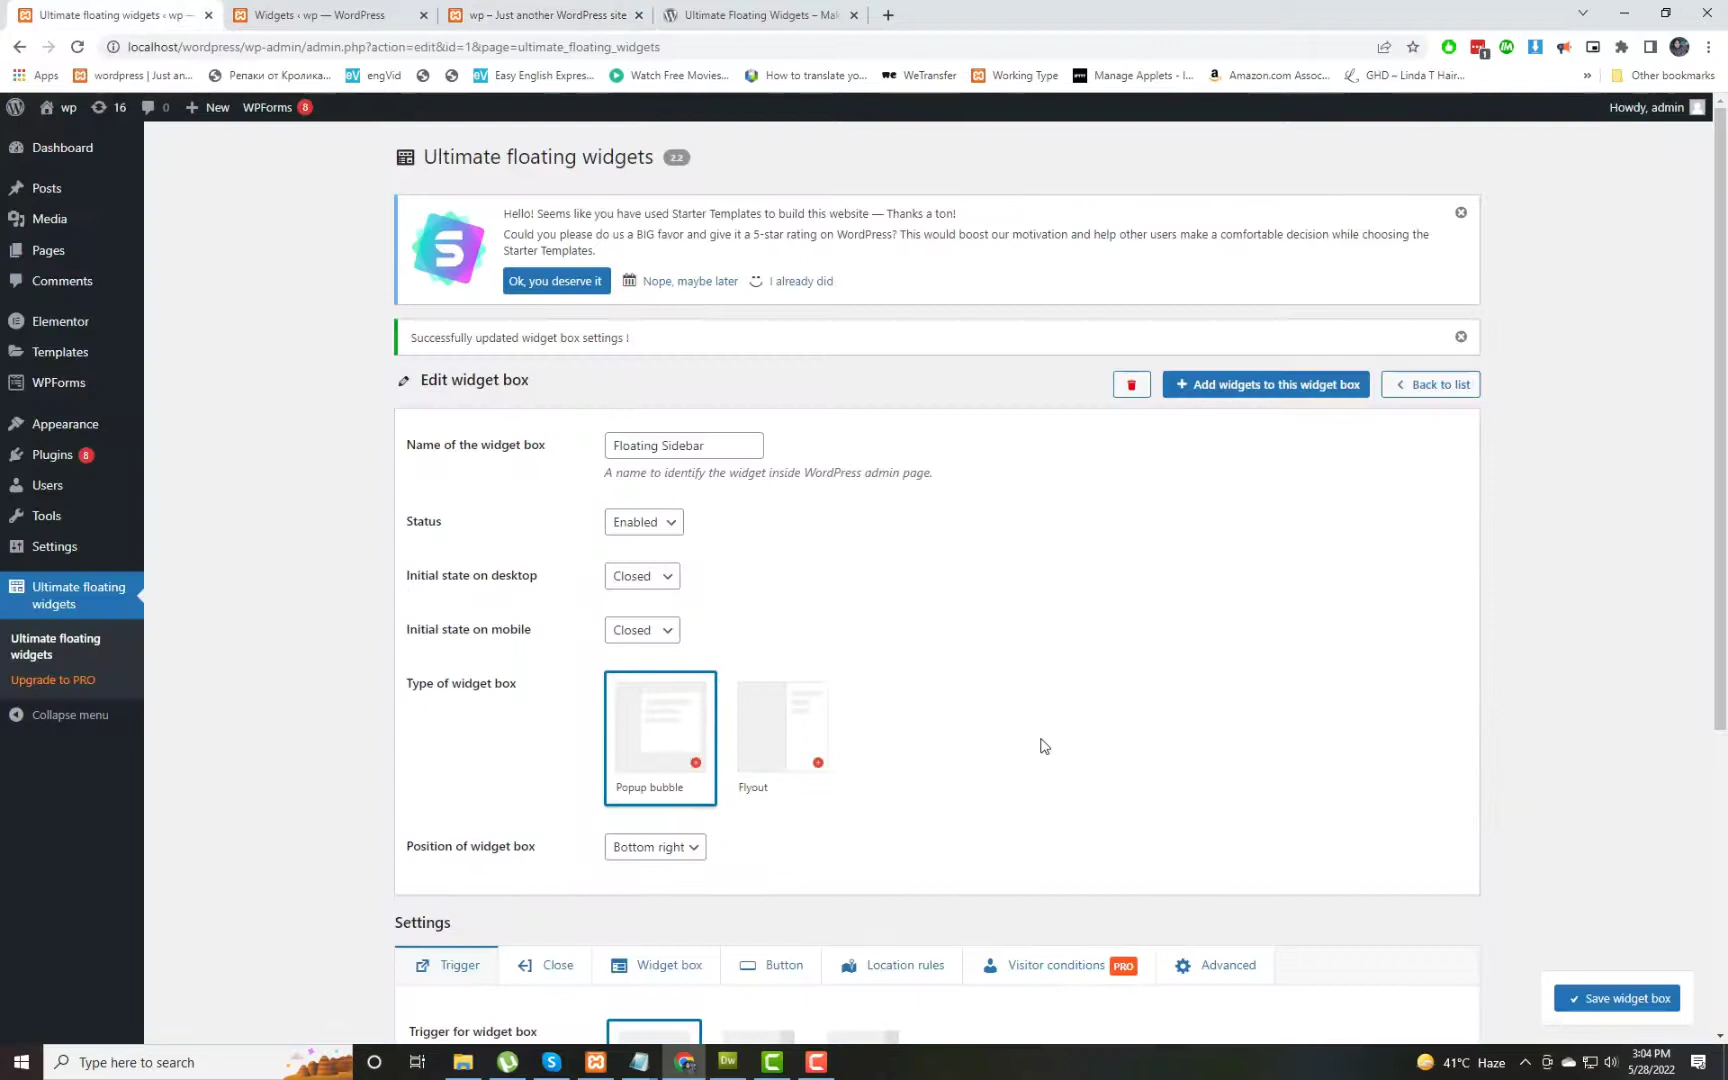 Ultimate floating widgets ‹ wp —
Widgets ‹ wp — WordPress
wp – Just another WordPress site
Ultimate Floating Widgets – Mak
localhost/wordpress/wp-admin/admin.php?action=edit&id=1&page=ultimate_floating_widgets
1
Apps
wordpress | Just an...
Репаки от Кролика...
engVid
Easy English Expres...
Watch Free Movies...
How to translate yo...
WeTransfer
Working Type
Manage Applets - I...
Amazon.com Assoc...
GHD ~ Linda T Hair...
»
Other bookmarks
wp
16
0
New
WPForms 8
Howdy, admin
Dashboard
Posts
Media
Pages
Comments
Elementor
Templates
WPForms
Appearance
Plugins 8
Users
Tools
Settings
Ultimate floating
widgets
Ultimate floating
widgets
Upgrade to PRO
Collapse menu
Ultimate floating widgets 2.2
Hello! Seems like you have used Starter Templates to build this website — Thanks a ton!
Could you please do us a BIG favor and give it a 5-star rating on WordPress? This would boost our motivation and help other users make a comfortable decision while choosing the
Starter Templates.
Ok, you deserve it
Nope, maybe later
I already did
Successfully updated widget box settings !
Edit widget box
Add widgets to this widget box
Back to list
Name of the widget box
Floating Sidebar
A name to identify the widget inside WordPress admin page.
Status
Enabled
Initial state on desktop
Closed
Initial state on mobile
Closed
Type of widget box
Popup bubble
Flyout
Position of widget box
Bottom right
Settings
Trigger
Close
Widget box
Button
Location rules
Visitor conditions PRO
Advanced
Save widget box
Trigger for widget box
Type here to search
41°C Haze
3:04 PM
5/28/2022